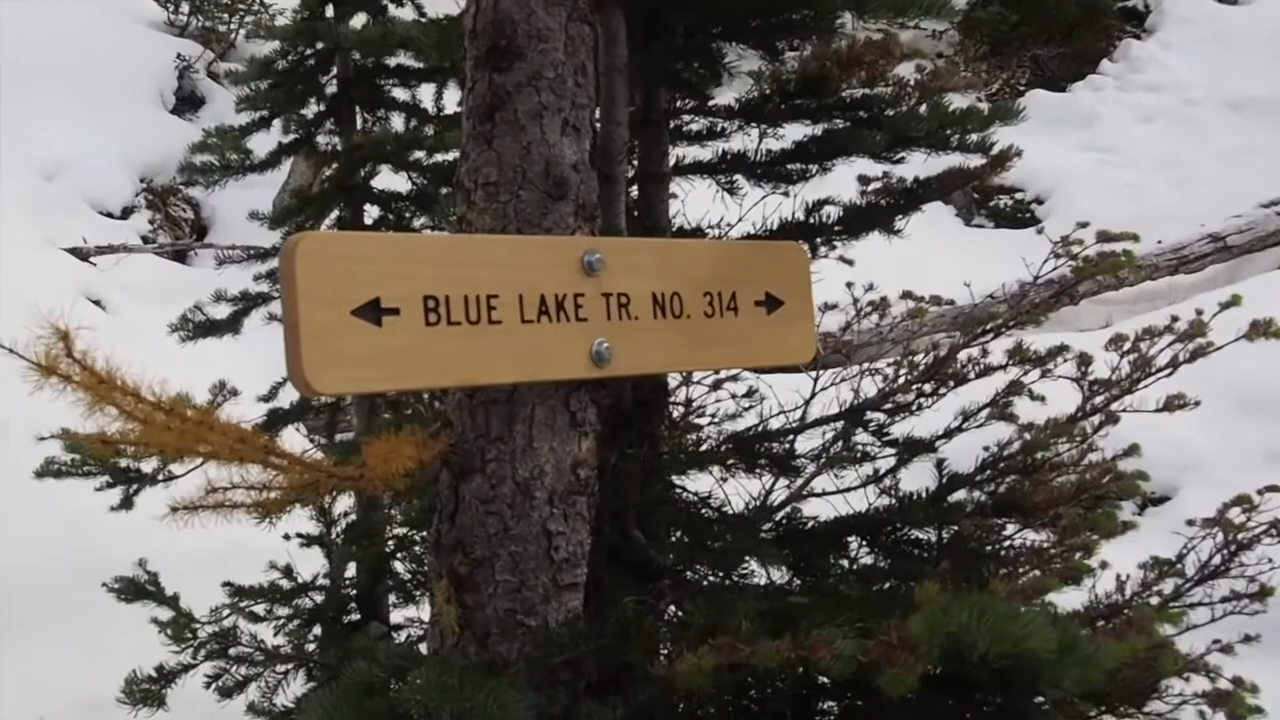 ← BLUE LAKE TR. NO. 314 →